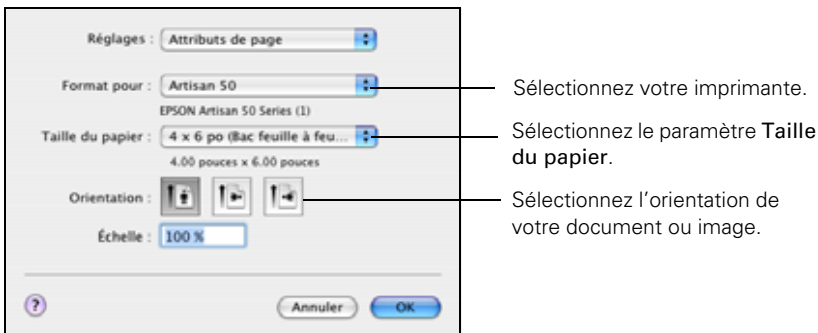 Réglages : Attributs de page
Format pour : Artisan 50
EPSON Artisan 50 Series (1)
Taille du papier : 4 x 6 po (Bac feuille à feu...
4.00 pouces x 6.00 pouces
Orientation :
Échelle : 100 %
?
Annuler OK
Sélectionnez votre imprimante.
Sélectionnez le paramètre Taille
du papier.
Sélectionnez l’orientation de
votre document ou image.